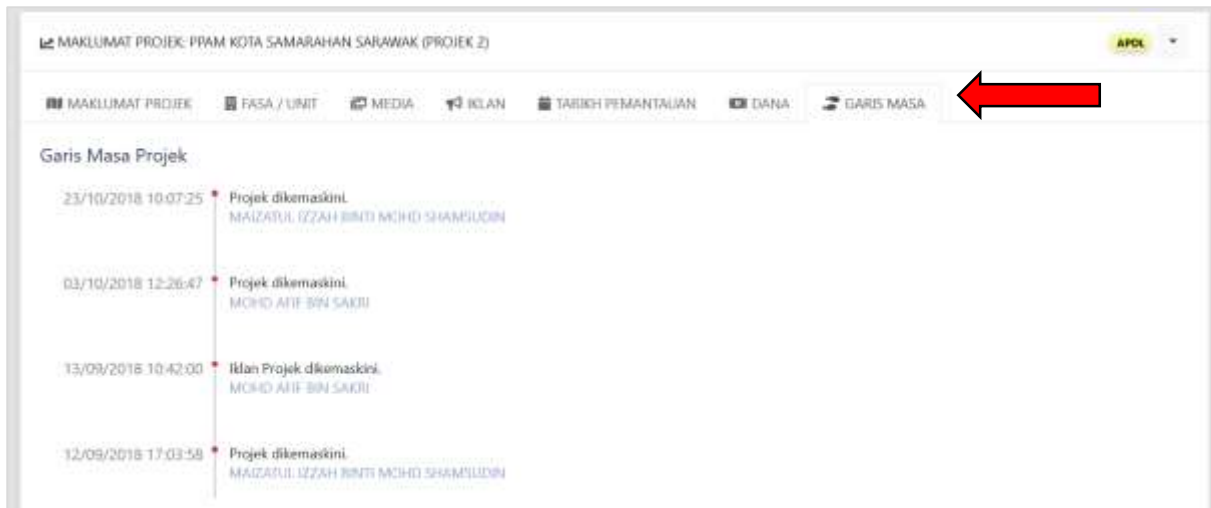 MAKLUMAT PROJEK: PPAM KOTA SAMARAHAN SARAWAK (PROJEK 2)
APDL
MAKLUMAT PROJEK FASA / UNIT MEDIA IKLAN TARIKH PEMANTAUAN DANA GARIS MASA
Garis Masa Projek
23/10/2018 10:07:25 Projek dikemaskini.
MAIZATUL IZZAH BINTI MOHD SHAMSUDIN
03/10/2018 12:26:47 Projek dikemaskini.
MOHD AFIF BIN SAKRI
13/09/2018 10:42:00 Iklan Projek dikemaskini.
MOHD AFIF BIN SAKRI
12/09/2018 17:03:58 Projek dikemaskini.
MAIZATUL IZZAH BINTI MOHD SHAMSUDIN